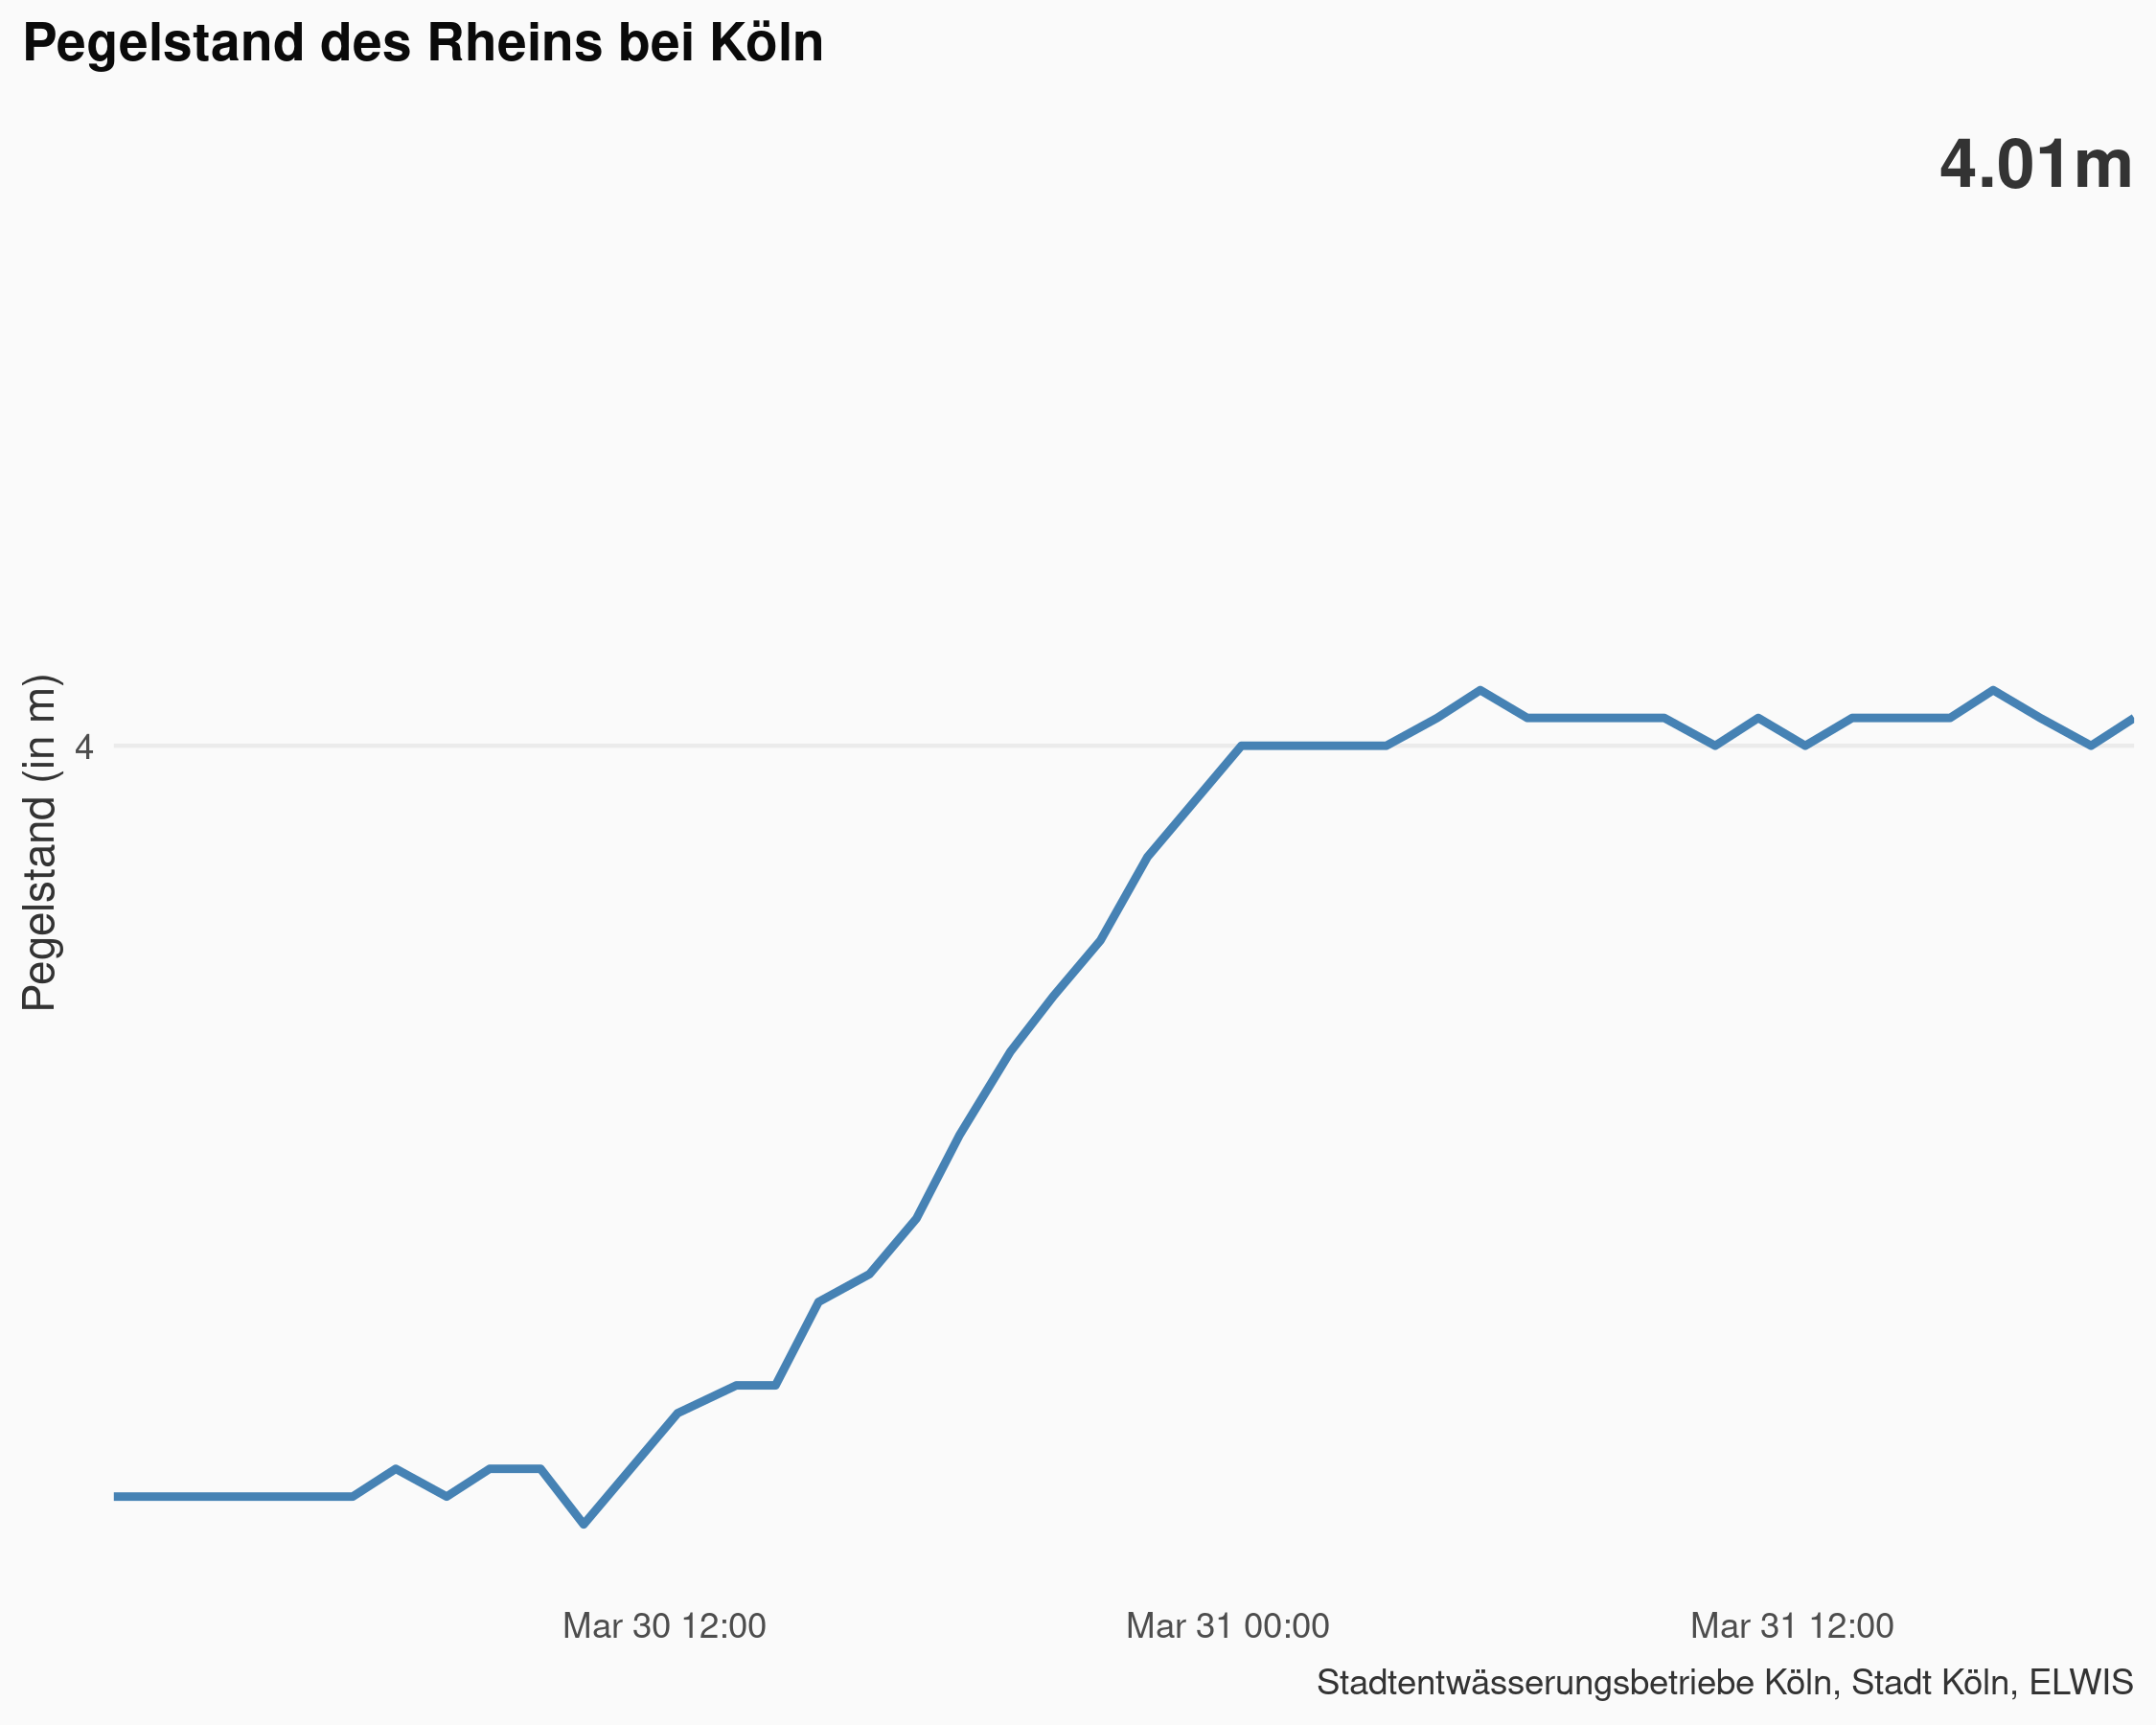 Pegelstand des Rheins bei Köln
4.01m
Pegelstand (in m)
4
Mar 30 12:00
Mar 31 00:00
Mar 31 12:00
Stadtentwässerungsbetriebe Köln, Stadt Köln, ELWIS